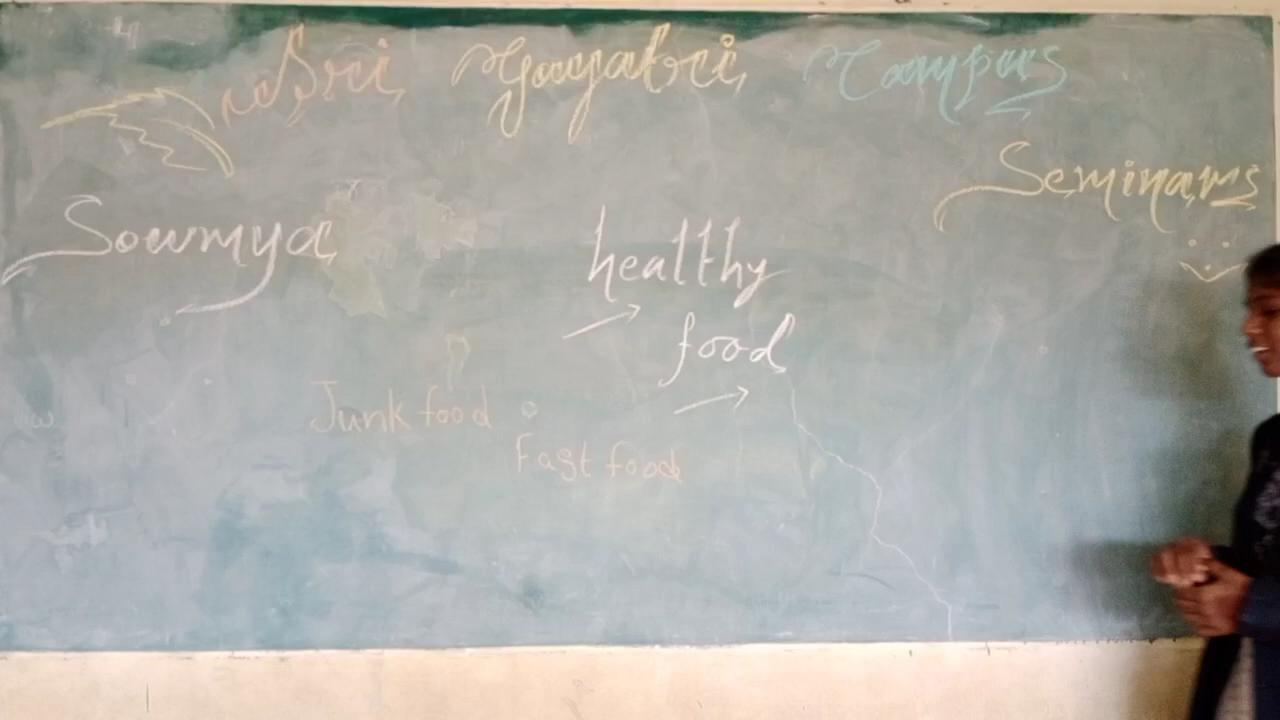 Sri Gayatri Campus
Seminars
Sowmya
healthy
food
Junk food
Fast food